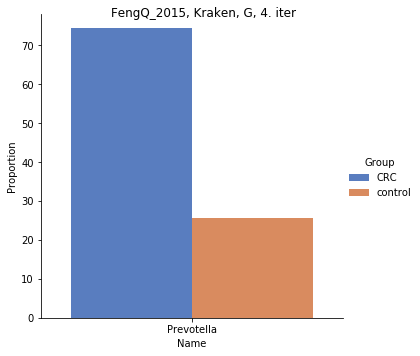 FengQ_2015, Kraken, G, 4. iter
70
60
50
40
30
20
10
0
Proportion
Prevotella
Name
Group
CRC
control